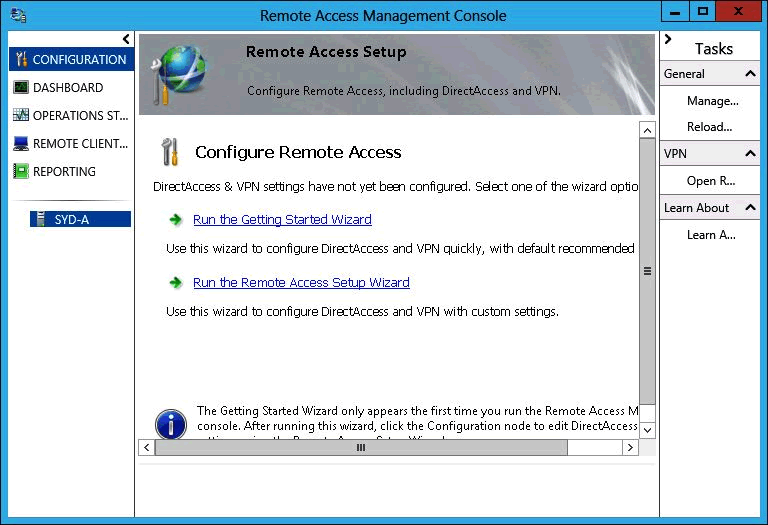 Remote Access Management Console
CONFIGURATION
DASHBOARD
OPERATIONS ST...
REMOTE CLIENT...
REPORTING
SYD-A
Remote Access Setup
Configure Remote Access, including DirectAccess and VPN.
Configure Remote Access
DirectAccess & VPN settings have not yet been configured. Select one of the wizard optio
Run the Getting Started Wizard
Use this wizard to configure DirectAccess and VPN quickly, with default recommended
Run the Remote Access Setup Wizard
Use this wizard to configure DirectAccess and VPN with custom settings.
The Getting Started Wizard only appears the first time you run the Remote Access M
console. After running this wizard, click the Configuration node to edit DirectAccess
Tasks
General
Manage...
Reload...
VPN
Open R...
Learn About
Learn A...